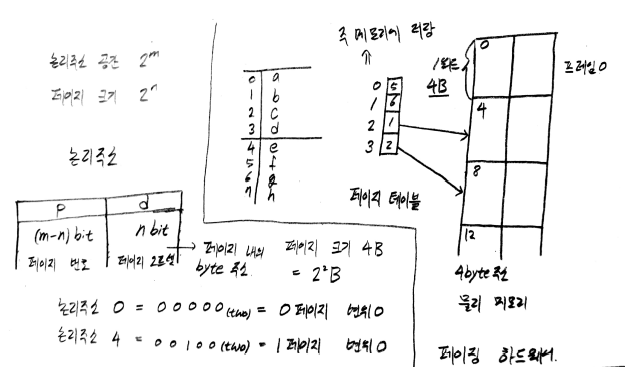 논리주소 공간 2^m
페이지 크기 2^n
논리주소
p d
(m-n) bit n bit
페이지 번호 페이지 오프셋
→ 페이지 내의 byte 주소
페이지 크기 4B
= 2²B
논리주소 0 = 00000(two) = 0 페이지 변위 0
논리주소 4 = 00100(two) = 1 페이지 변위 0
0 a
1 b
2 c
3 d
4 e
5 f
6 g
7 h
주 메모리에 저장
0 5
1 6
2 1
3 2
페이지 테이블
1워드
4B
0
4
8
12
프레임 0
4byte 주소
물리 메모리
페이징 하드웨어.